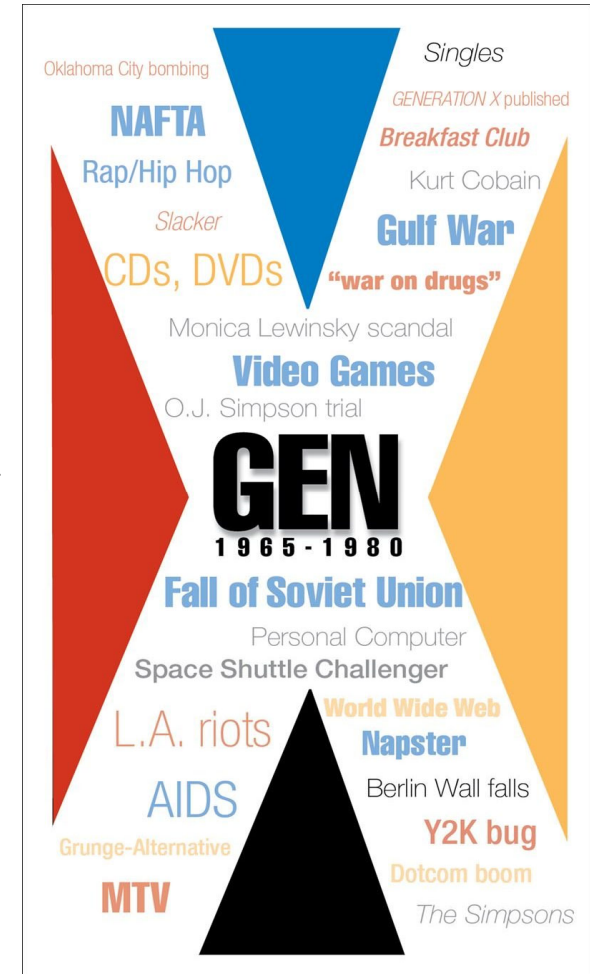 Singles
Oklahoma City bombing
GENERATION X published
NAFTA
Breakfast Club
Rap/Hip Hop
Kurt Cobain
Slacker
Gulf War
CDs, DVDs
“war on drugs”
Monica Lewinsky scandal
Video Games
O.J. Simpson trial
GEN
1965-1980
Fall of Soviet Union
Personal Computer
Space Shuttle Challenger
World Wide Web
L.A. riots
Napster
Berlin Wall falls
AIDS
Y2K bug
Grunge-Alternative
Dotcom boom
MTV
The Simpsons